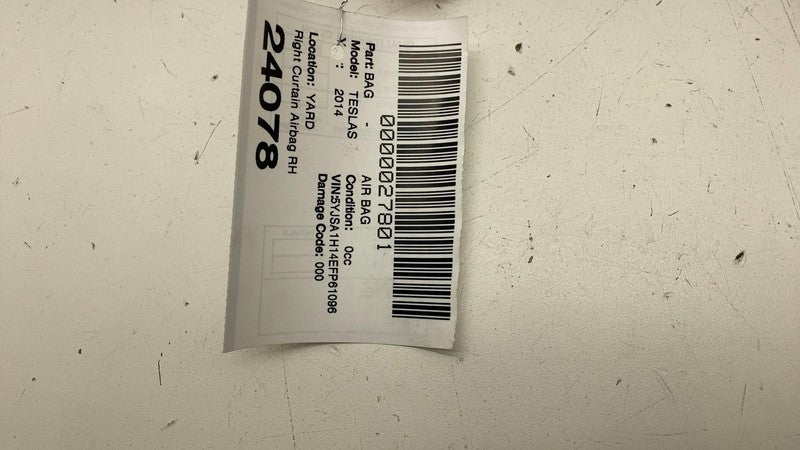 0000027801
Part: BAG - AIR BAG
Model: TESLAS Condition: 0cc
Y : 2014 VIN:5YJSA1H14EFP61096
Damage Code: 000
Location: YARD
Right Curtain Airbag RH
24078